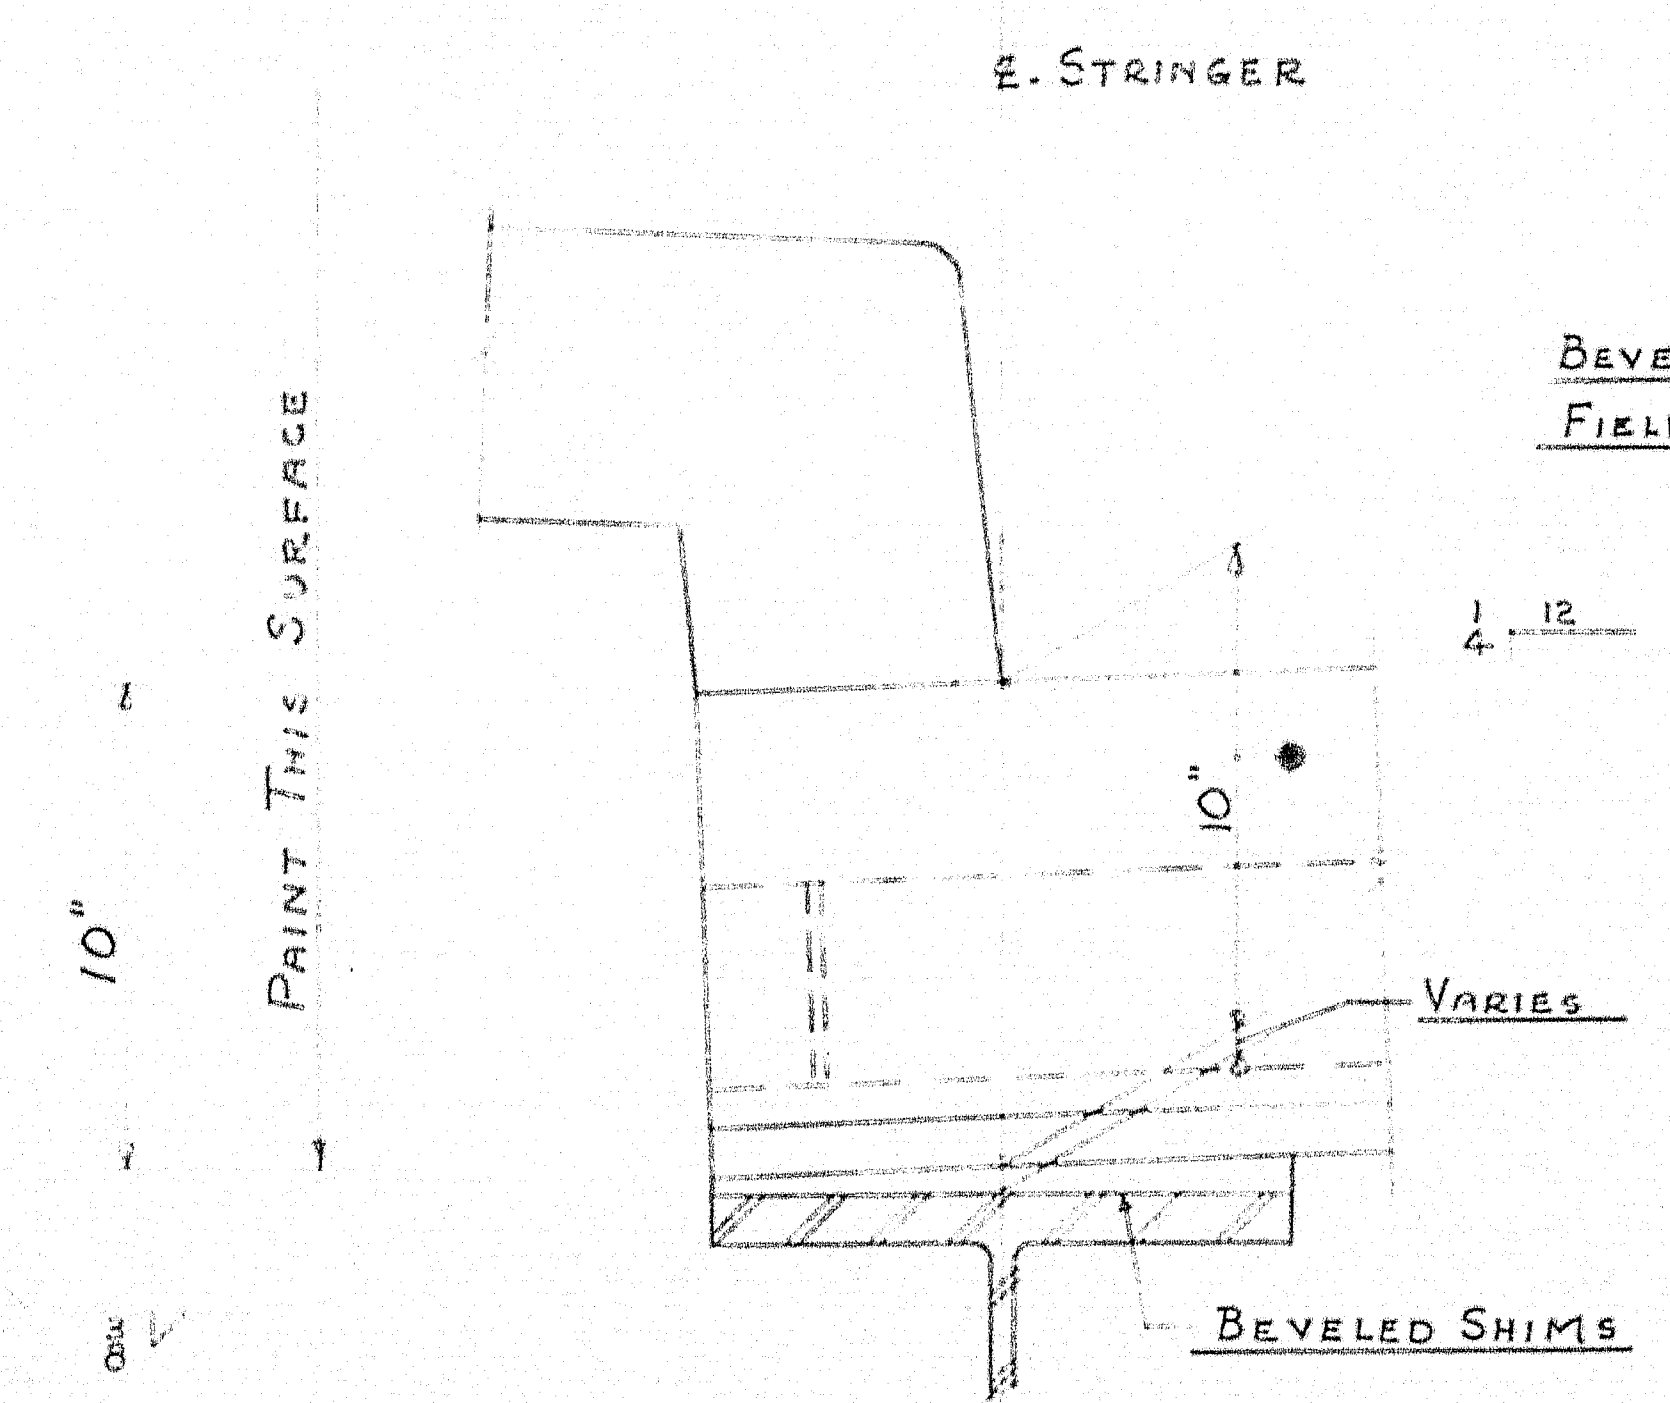 ℄. STRINGER
BEVE
FIEL
1 12
4
PAINT THIS SURFACE
10"
10"
VARIES
BEVELED SHIMS